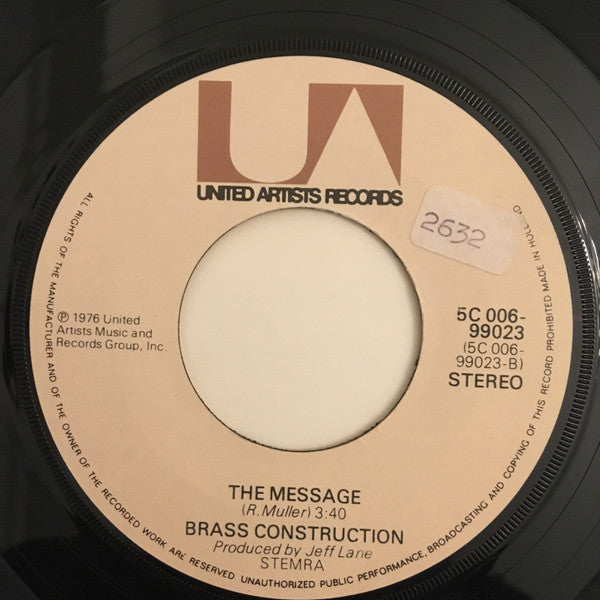 UA
UNITED ARTISTS RECORDS
2632
℗ 1976 United
Artists Music and
Records Group, Inc.
5C 006-
99023
(5C 006-
99023-B)
STEREO
THE MESSAGE
(R. Muller) 3:40
BRASS CONSTRUCTION
Produced by Jeff Lane
STEMRA
ALL RIGHTS OF THE MANUFACTURER AND OF THE OWNER OF THE RECORDED WORK ARE RESERVED UNAUTHORIZED PUBLIC PERFORMANCE, BROADCASTING AND COPYING OF THIS RECORD PROHIBITED MADE IN HOLLAND